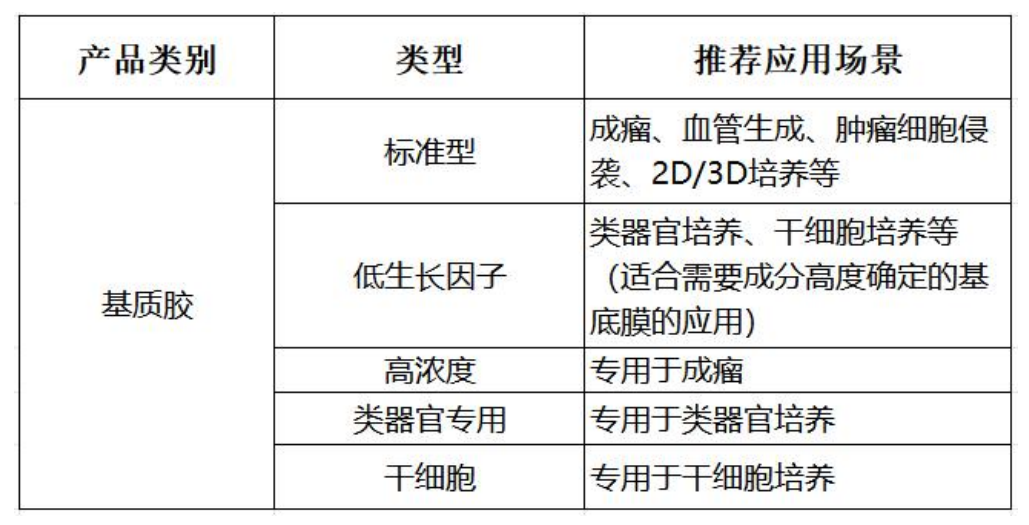 产品类别
类型
推荐应用场景
基质胶
标准型
成瘤、血管生成、肿瘤细胞侵
袭、2D/3D培养等
低生长因子
类器官培养、干细胞培养等
（适合需要成分高度确定的基
底膜的应用）
高浓度
专用于成瘤
类器官专用
专用于类器官培养
干细胞
专用于干细胞培养